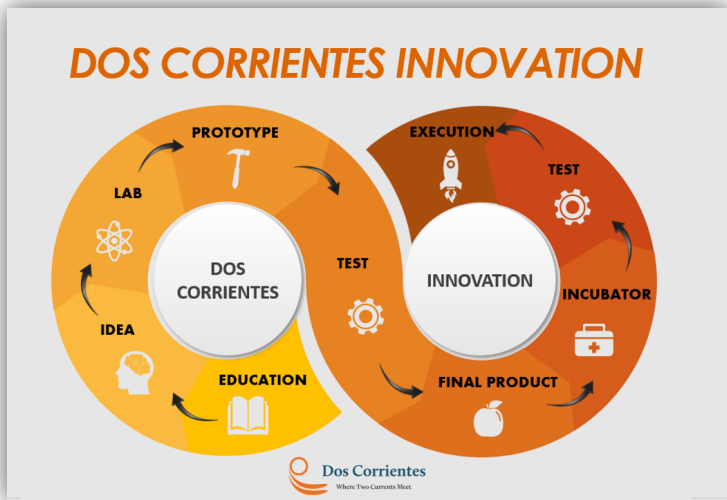 DOS CORRIENTES INNOVATION
PROTOTYPE
EXECUTION
TEST
LAB
TEST
DOS
CORRIENTES
INNOVATION
INCUBATOR
IDEA
EDUCATION
FINAL PRODUCT
Dos Corrientes
Where Two Currents Meet